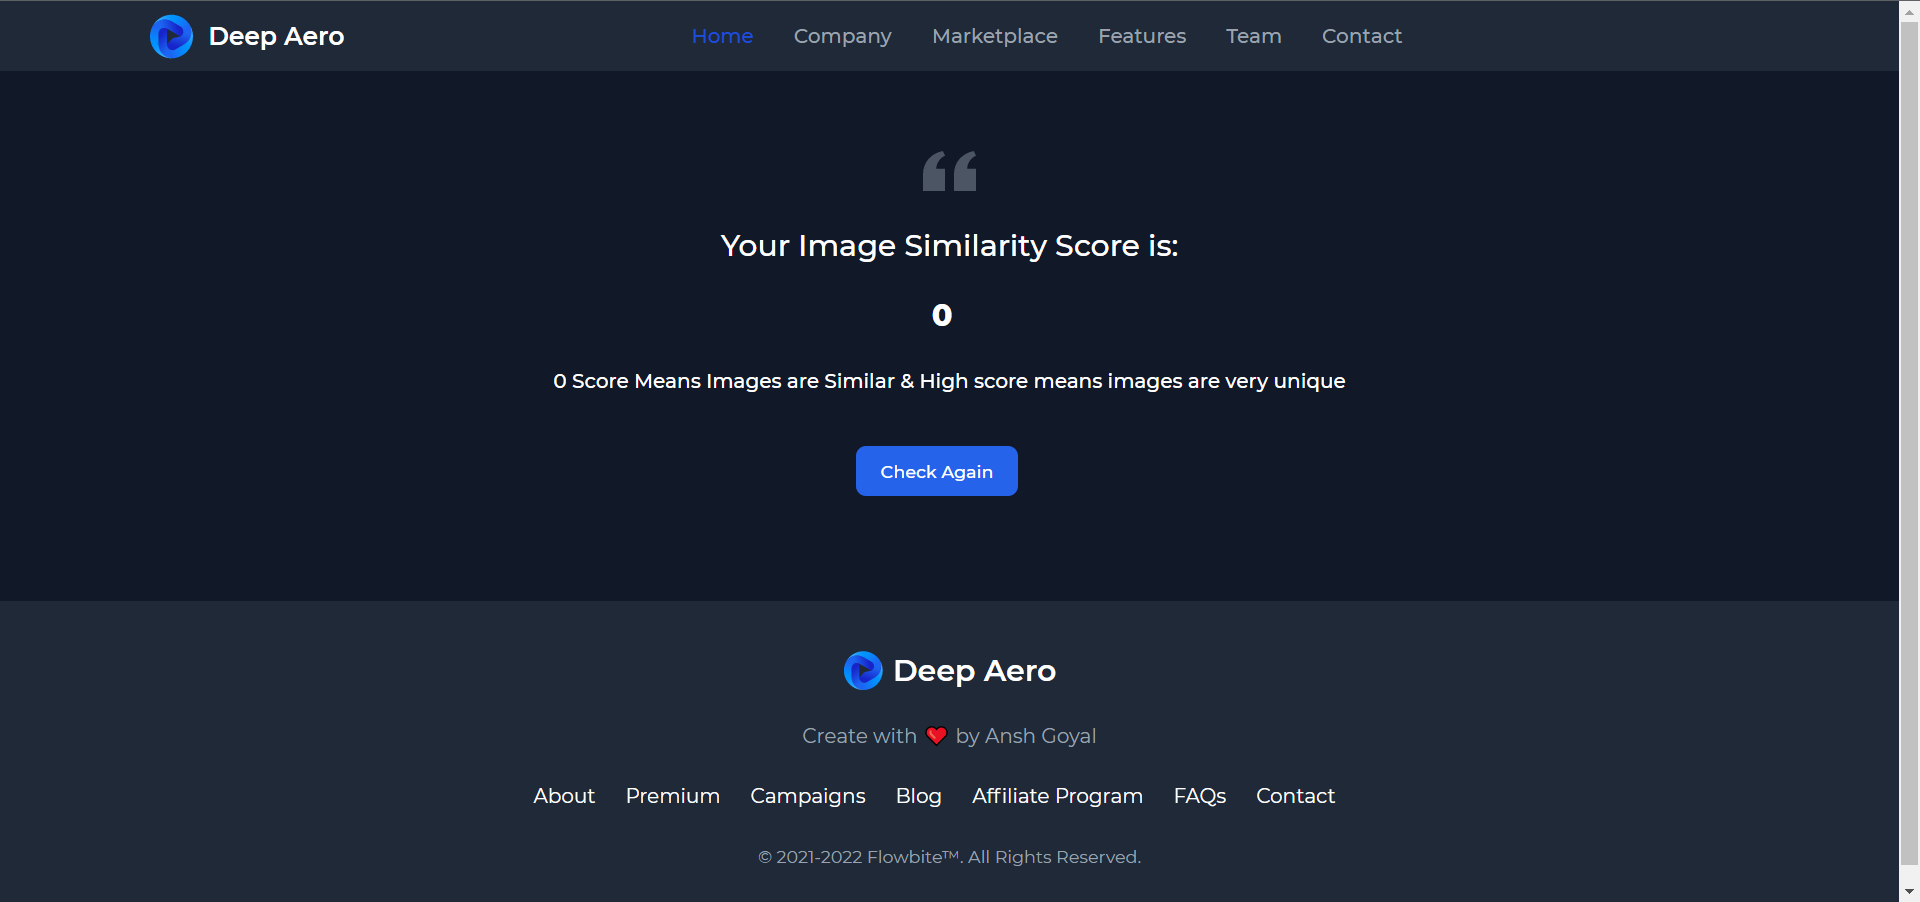 Deep Aero Home Company Marketplace Features Team Contact
Your Image Similarity Score is:
0
0 Score Means Images are Similar & High score means images are very unique
Check Again
Deep Aero
Create with ❤️ by Ansh Goyal
About Premium Campaigns Blog Affiliate Program FAQs Contact
© 2021-2022 Flowbite™. All Rights Reserved.